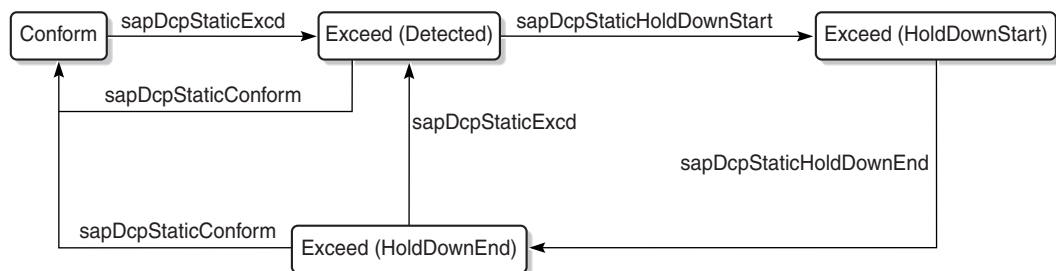 Conform
sapDcpStaticExcd
Exceed (Detected)
sapDcpStaticHoldDownStart
Exceed (HoldDownStart)
sapDcpStaticConform
sapDcpStaticExcd
sapDcpStaticHoldDownEnd
sapDcpStaticConform
Exceed (HoldDownEnd)